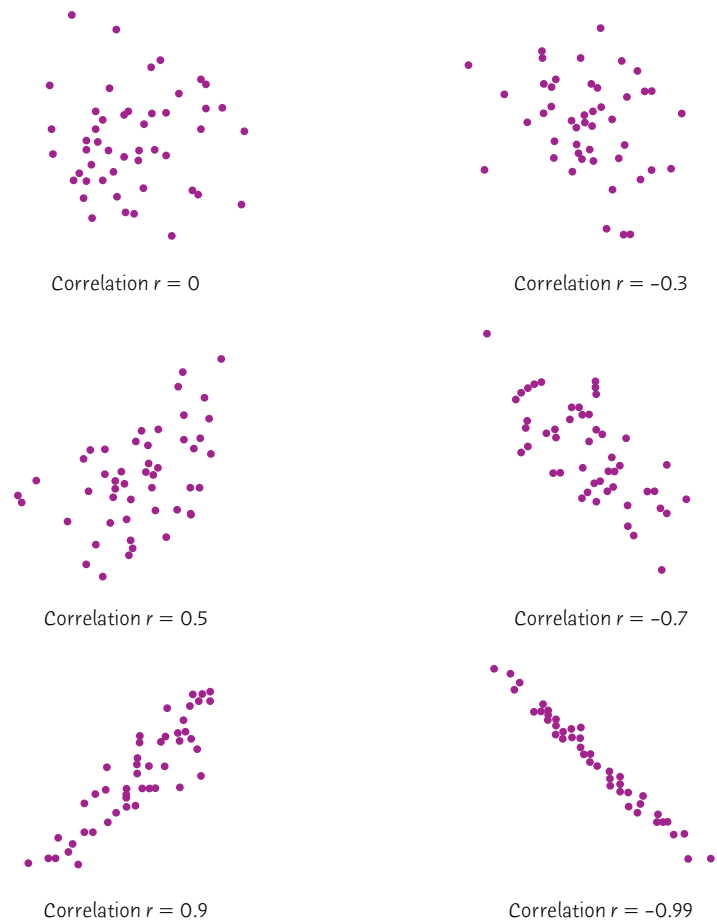 Correlation r = 0
Correlation r = -0.3
Correlation r = 0.5
Correlation r = -0.7
Correlation r = 0.9
Correlation r = -0.99